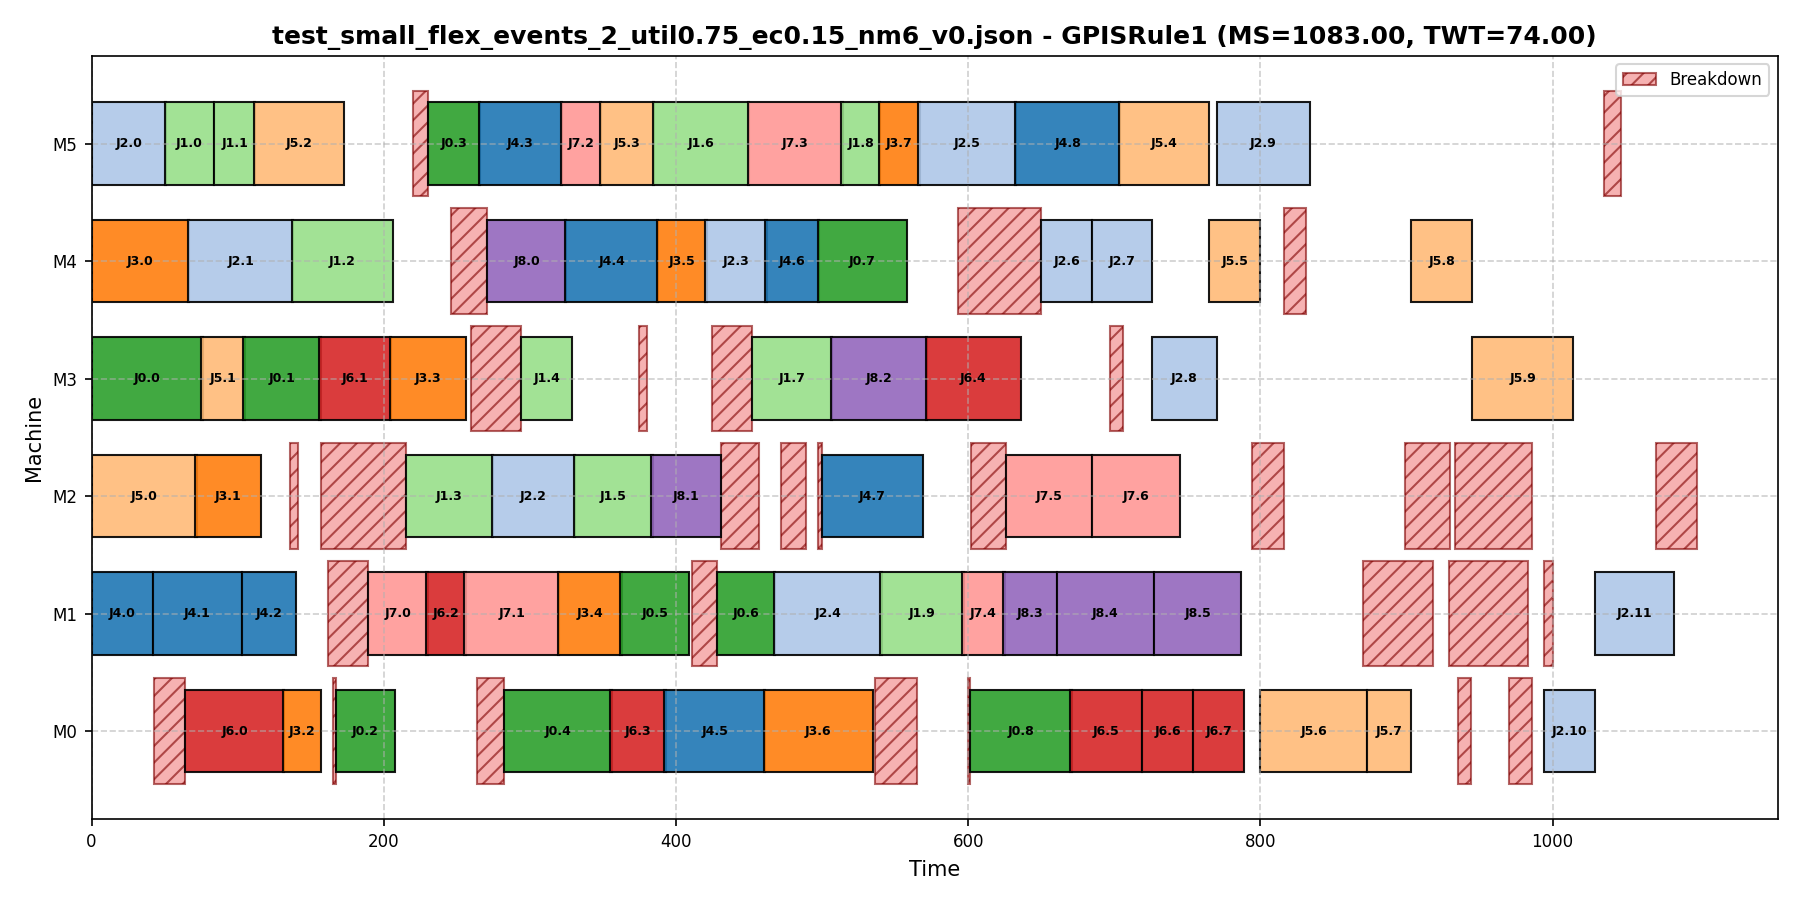 test_small_flex_events_2_util0.75_ec0.15_nm6_v0.json - GPISRule1 (MS=1083.00, TWT=74.00)
Breakdown
M5 J2.0 J1.0 J1.1 J5.2 J0.3 J4.3 J7.2 J5.3 J1.6 J7.3 J1.8 J3.7 J2.5 J4.8 J5.4 J2.9
M4 J3.0 J2.1 J1.2 J8.0 J4.4 J3.5 J2.3 J4.6 J0.7 J2.6 J2.7 J5.5 J5.8
M3 J0.0 J5.1 J0.1 J6.1 J3.3 J1.4 J1.7 J8.2 J6.4 J2.8 J5.9
M2 J5.0 J3.1 J1.3 J2.2 J1.5 J8.1 J4.7 J7.5 J7.6
M1 J4.0 J4.1 J4.2 J7.0 J6.2 J7.1 J3.4 J0.5 J0.6 J2.4 J1.9 J7.4 J8.3 J8.4 J8.5 J2.11
M0 J6.0 J3.2 J0.2 J0.4 J6.3 J4.5 J3.6 J0.8 J6.5 J6.6 J6.7 J5.6 J5.7 J2.10
Machine
0 200 400 600 800 1000
Time